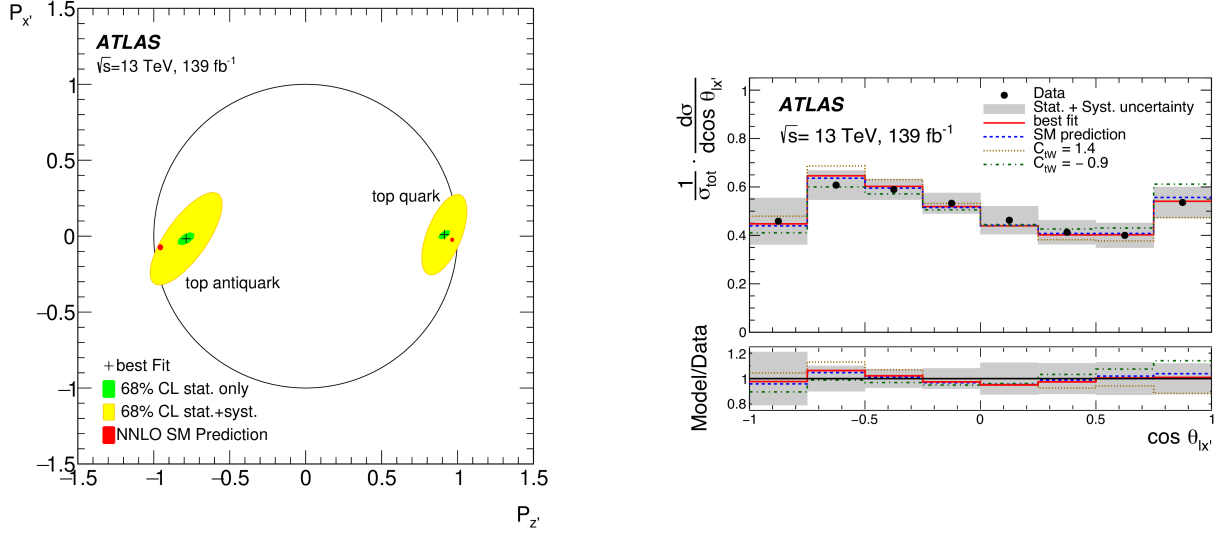 P_x'
1.5
ATLAS
√s=13 TeV, 139 fb⁻¹
1
0.5
top quark
0
top antiquark
−0.5
best Fit
68% CL stat. only
−1
68% CL stat.+syst.
NNLO SM Prediction
−1.5
−1.5 −1 −0.5 0 0.5 1 1.5
P_z'
1/σ_tot · dσ/dcos θ_lx'
ATLAS
√s= 13 TeV, 139 fb⁻¹
Data
Stat. + Syst. uncertainty
best fit
SM prediction
C_tW = 1.4
C_tW = − 0.9
1
0.8
0.6
0.4
0.2
0
Model/Data
1.2
1
0.8
−1 −0.5 0 0.5 1
cos θ_lx'